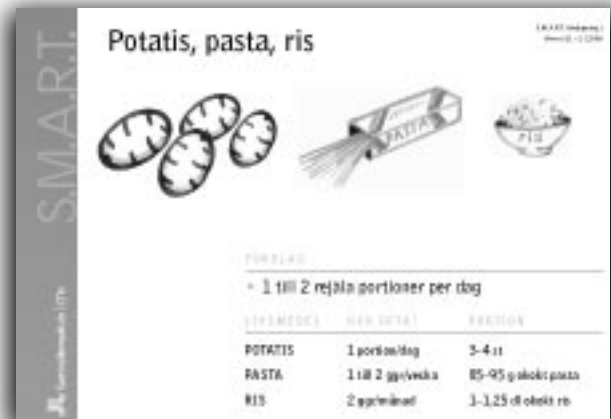 S.M.A.R.T.
Potatis, pasta, ris
PASTA
ris
FÖRSLAG
• 1 till 2 rejäla portioner per dag
LIVSMEDEL HUR OFTA? PORTION
POTATIS 1 portion/dag 3-4 st
PASTA 1 till 2 ggr/vecka 85-95 g okokt pasta
RIS 2 ggr/månad 1-1,25 dl okokt ris